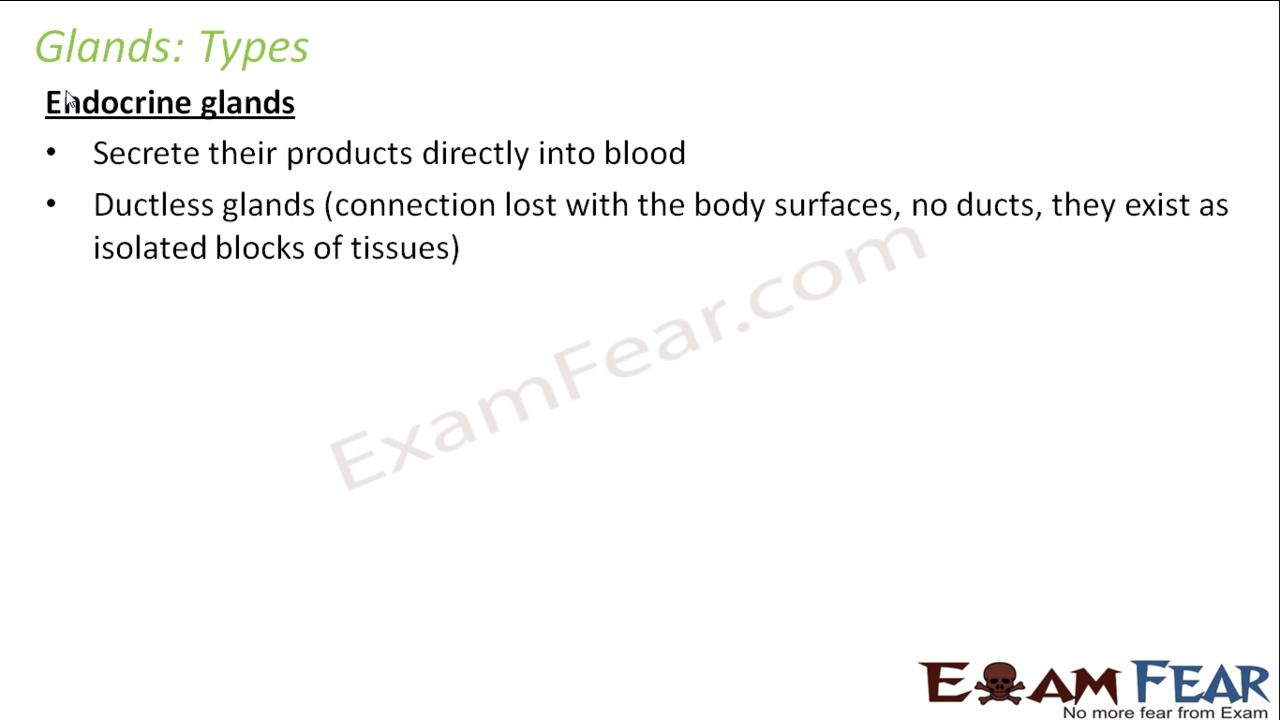 Glands: Types
Endocrine glands
• Secrete their products directly into blood
• Ductless glands (connection lost with the body surfaces, no ducts, they exist as
isolated blocks of tissues)
ExamFear.com
EXAM FEAR
No more fear from Exam